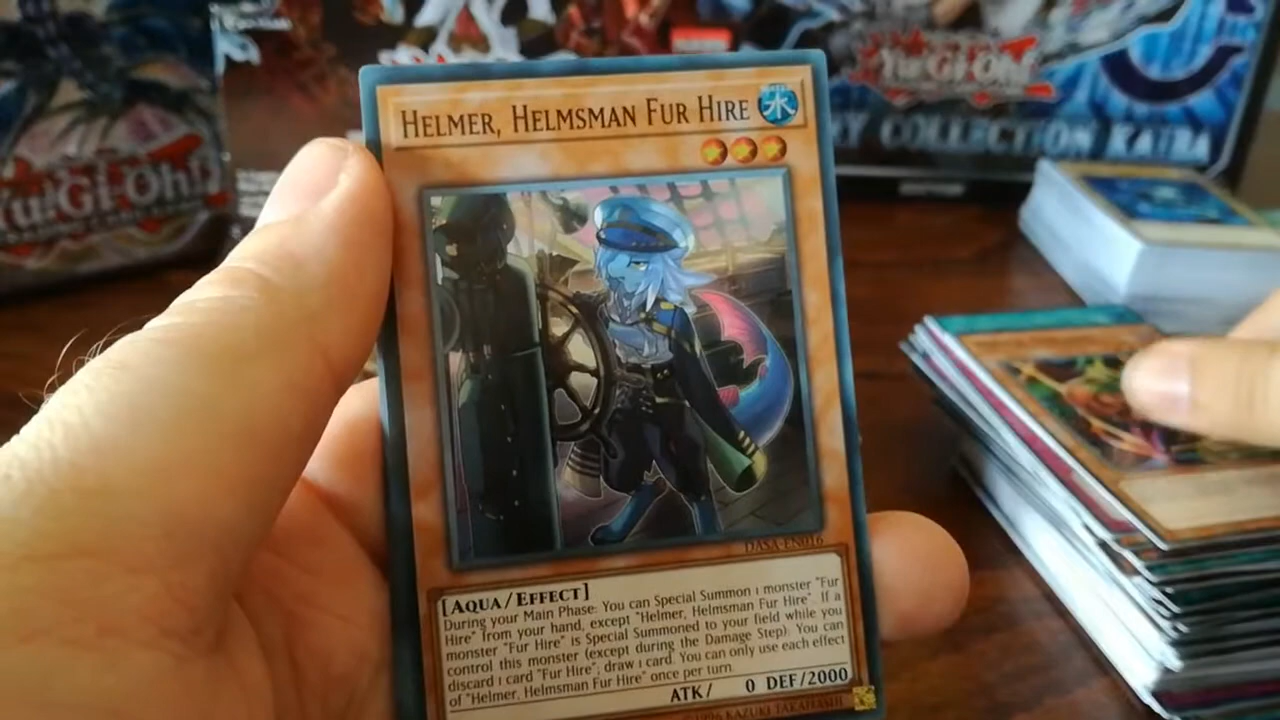 Yu-Gi-Oh!
Yu-Gi-Oh!
RY COLLECTION KAIBA
HELMER, HELMSMAN FUR HIRE
水
DASA-EN016
[AQUA/EFFECT]
During your Main Phase: You can Special Summon 1 monster "Fur
Hire" from your hand, except "Helmer, Helmsman Fur Hire". If a
monster "Fur Hire" is Special Summoned to your field while you
control this monster (except during the Damage Step): You can
discard 1 card "Fur Hire"; draw 1 card. You can only use each effect
of "Helmer, Helmsman Fur Hire" once per turn.
ATK/ 0 DEF/2000
©1996 KAZUKI TAKAHASHI